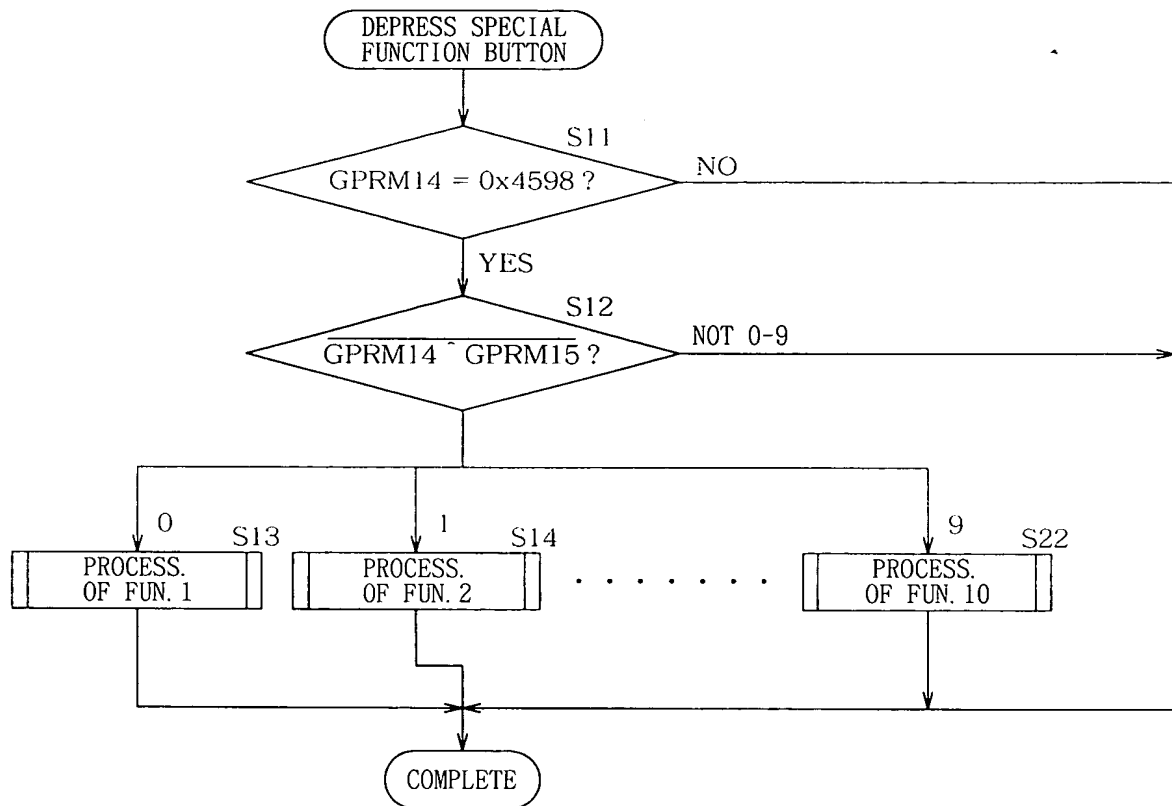 DEPRESS SPECIAL
FUNCTION BUTTON
S11
GPRM14 = 0x4598 ?
NO
YES
S12
GPRM14 ^ GPRM15 ?
NOT 0-9
0
S13
1
S14
9
S22
PROCESS.
OF FUN. 1
PROCESS.
OF FUN. 2
. . . . . . .
PROCESS.
OF FUN. 10
COMPLETE